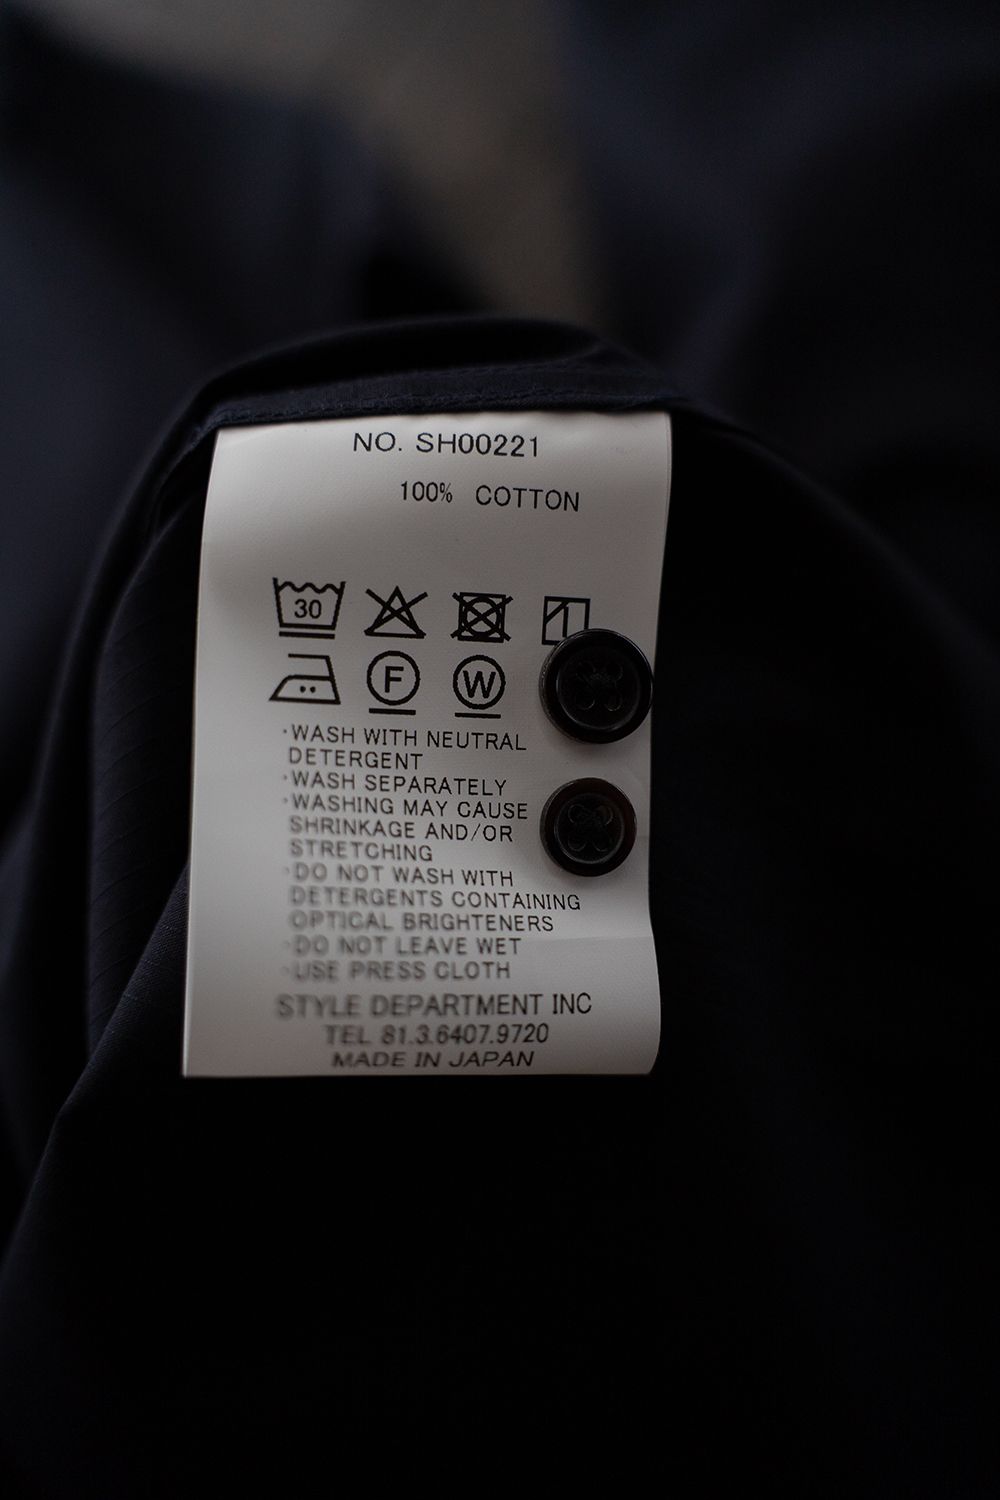 NO. SH00221
100% COTTON
30
F W
·WASH WITH NEUTRAL
DETERGENT
·WASH SEPARATELY
·WASHING MAY CAUSE
SHRINKAGE AND/OR
STRETCHING
·DO NOT WASH WITH
DETERGENTS CONTAINING
OPTICAL BRIGHTENERS
·DO NOT LEAVE WET
·USE PRESS CLOTH
STYLE DEPARTMENT INC
TEL 81.3.6407.9720
MADE IN JAPAN